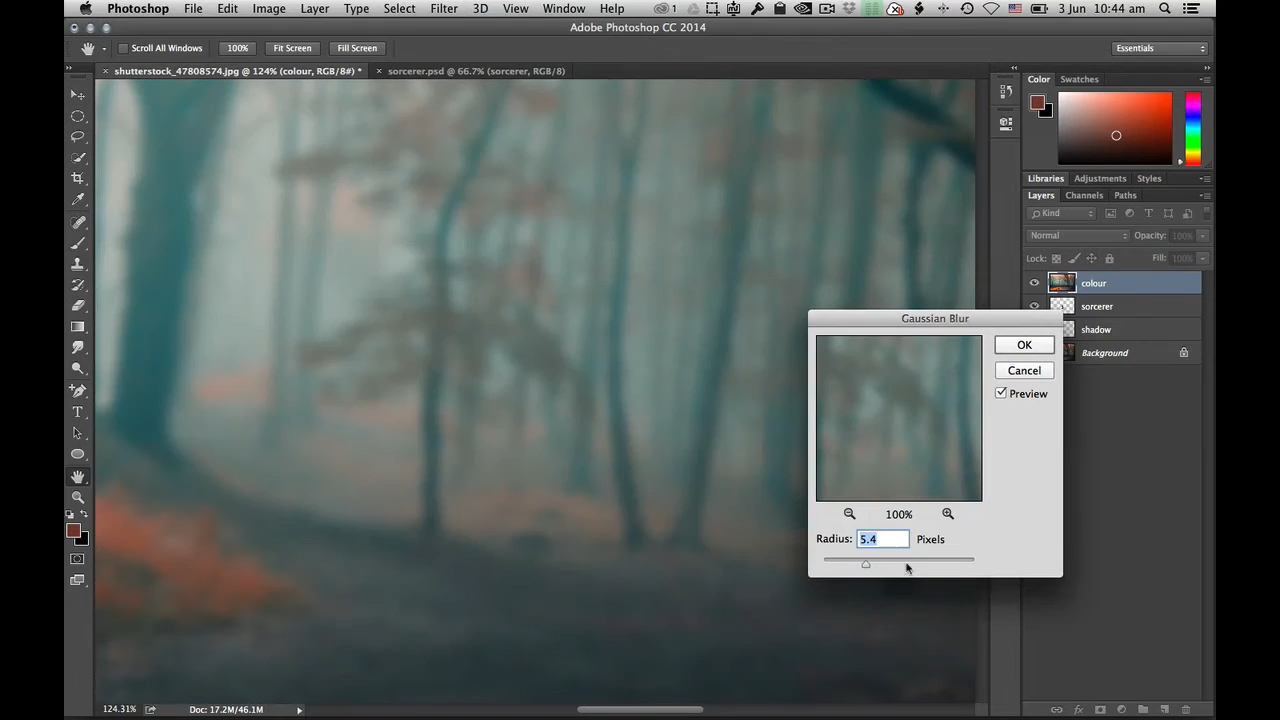 Photoshop File Edit Image Layer Type Select Filter 3D View Window Help 1 3 Jun 10:44 am
Adobe Photoshop CC 2014
Scroll All Windows 100% Fit Screen Fill Screen Essentials
shutterstock_47808574.jpg @ 124% (colour, RGB/8#) * sorcerer.psd @ 66.7% (sorcerer, RGB/8)
Color Swatches
Libraries Adjustments Styles
Layers Channels Paths
Kind
Normal Opacity: 100%
Lock: Fill: 100%
colour
sorcerer
shadow
Background
Gaussian Blur
OK
Cancel
Preview
100%
Radius: 5.4 Pixels
124.31% Doc: 17.2M/46.1M
fx